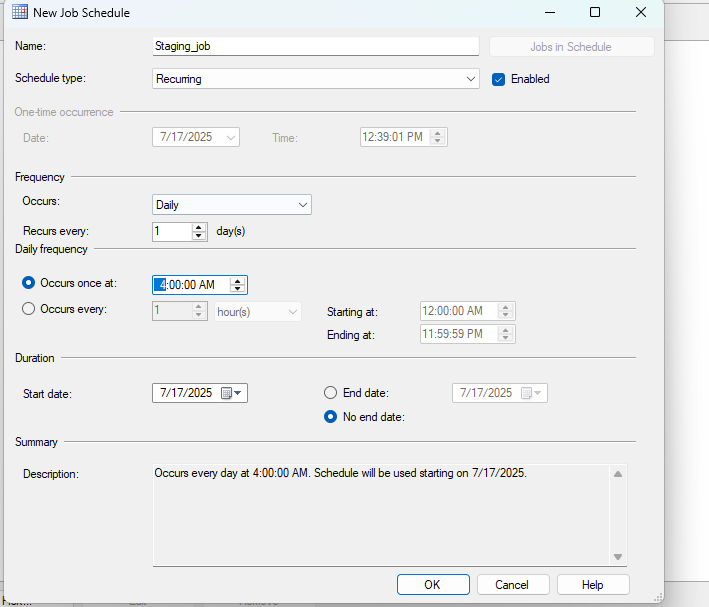 New Job Schedule
Name: Staging_job Jobs in Schedule
Schedule type: Recurring Enabled
One-time occurrence
Date: 7/17/2025 Time: 12:39:01 PM
Frequency
Occurs: Daily
Recurs every: 1 day(s)
Daily frequency
Occurs once at: 4:00:00 AM
Occurs every: 1 hour(s) Starting at: 12:00:00 AM
Ending at: 11:59:59 PM
Duration
Start date: 7/17/2025 End date: 7/17/2025
No end date:
Summary
Description: Occurs every day at 4:00:00 AM. Schedule will be used starting on 7/17/2025.
OK Cancel Help